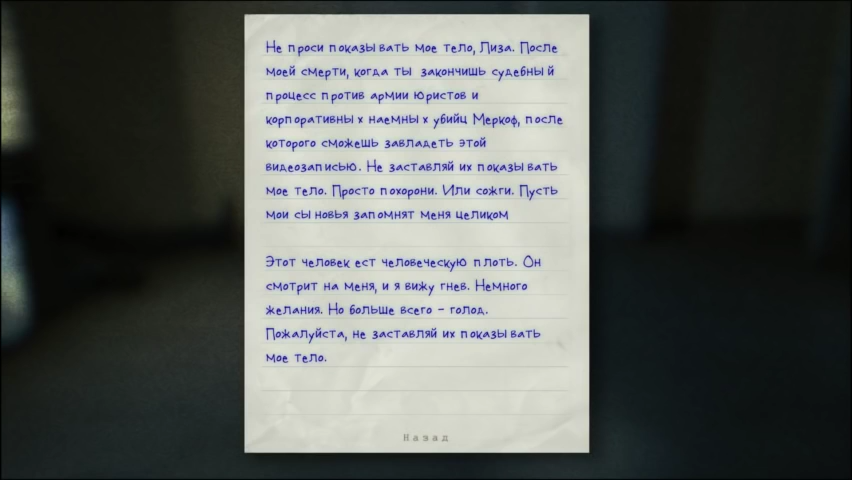 Не проси показывать мое тело, Лиза. После
моей смерти, когда ты закончишь судебный
процесс против армии юристов и
корпоративных наемных убийц Меркоф, после
которого сможешь завладеть этой
видеозаписью. Не заставляй их показывать
мое тело. Просто похорони. Или сожги. Пусть
мои сыновья запомнят меня целиком
Этот человек ест человеческую плоть. Он
смотрит на меня, и я вижу гнев. Немного
желания. Но больше всего - голод.
Пожалуйста, не заставляй их показывать
мое тело.
Назад